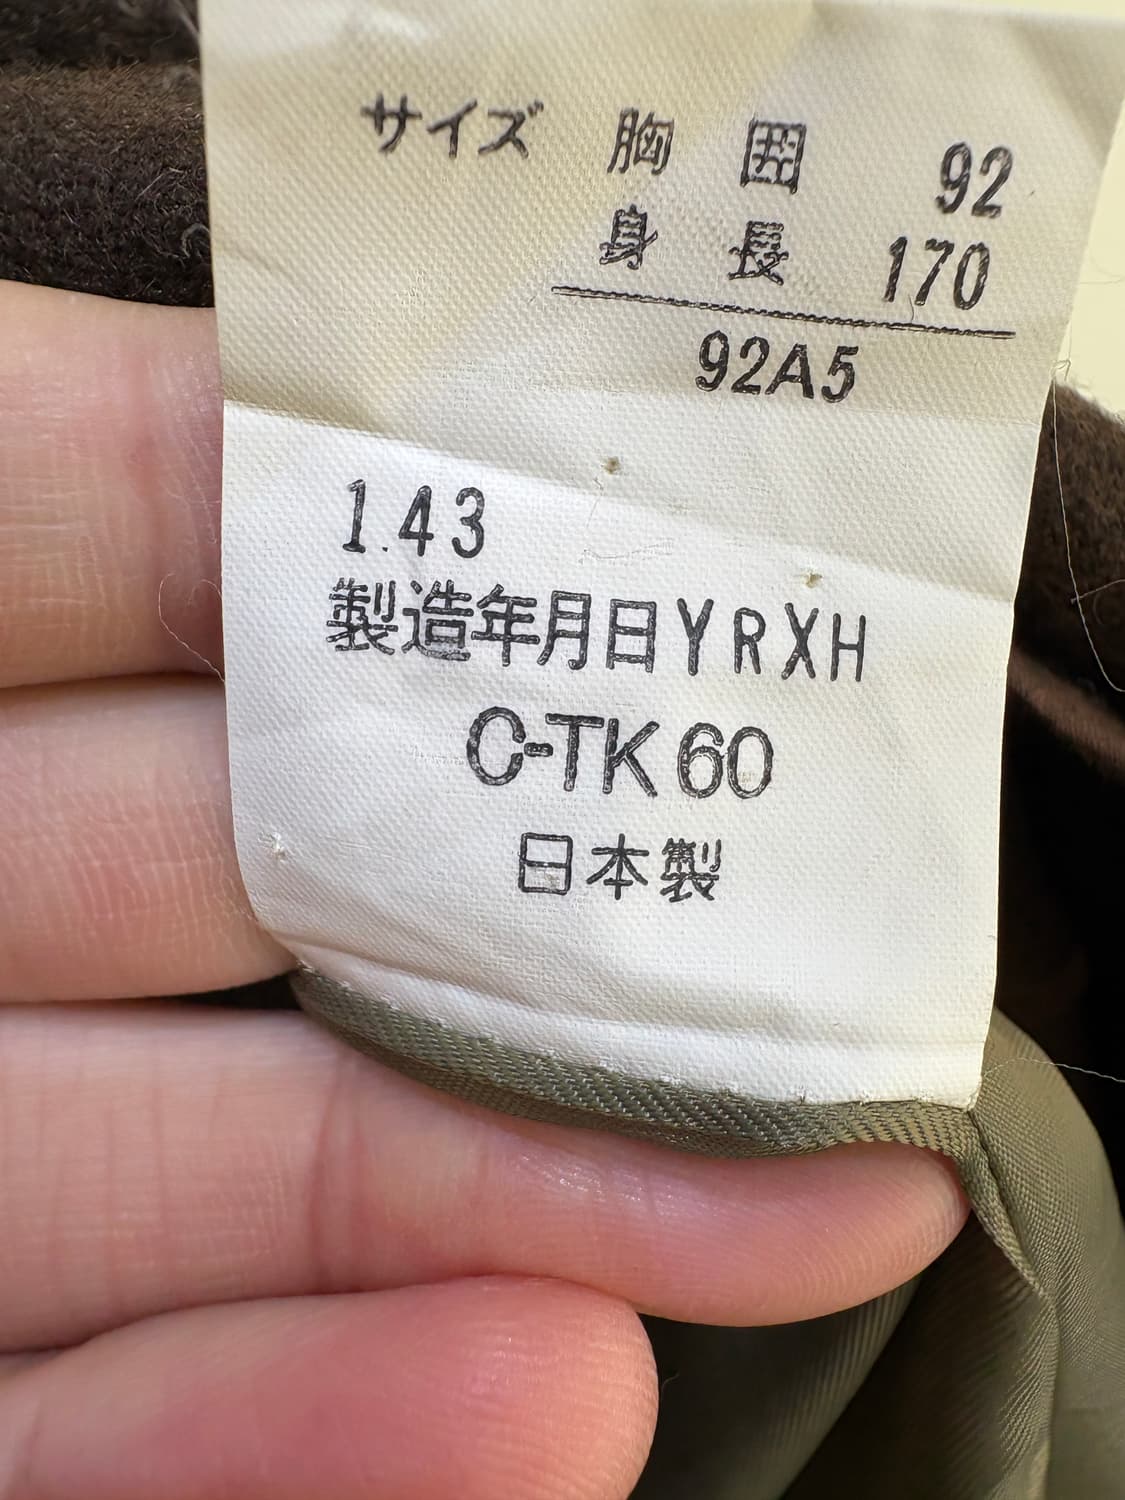 サイズ 胸囲 92
身長 170
92A5
1.43
製造年月日YRXH
C-TK60
日本製